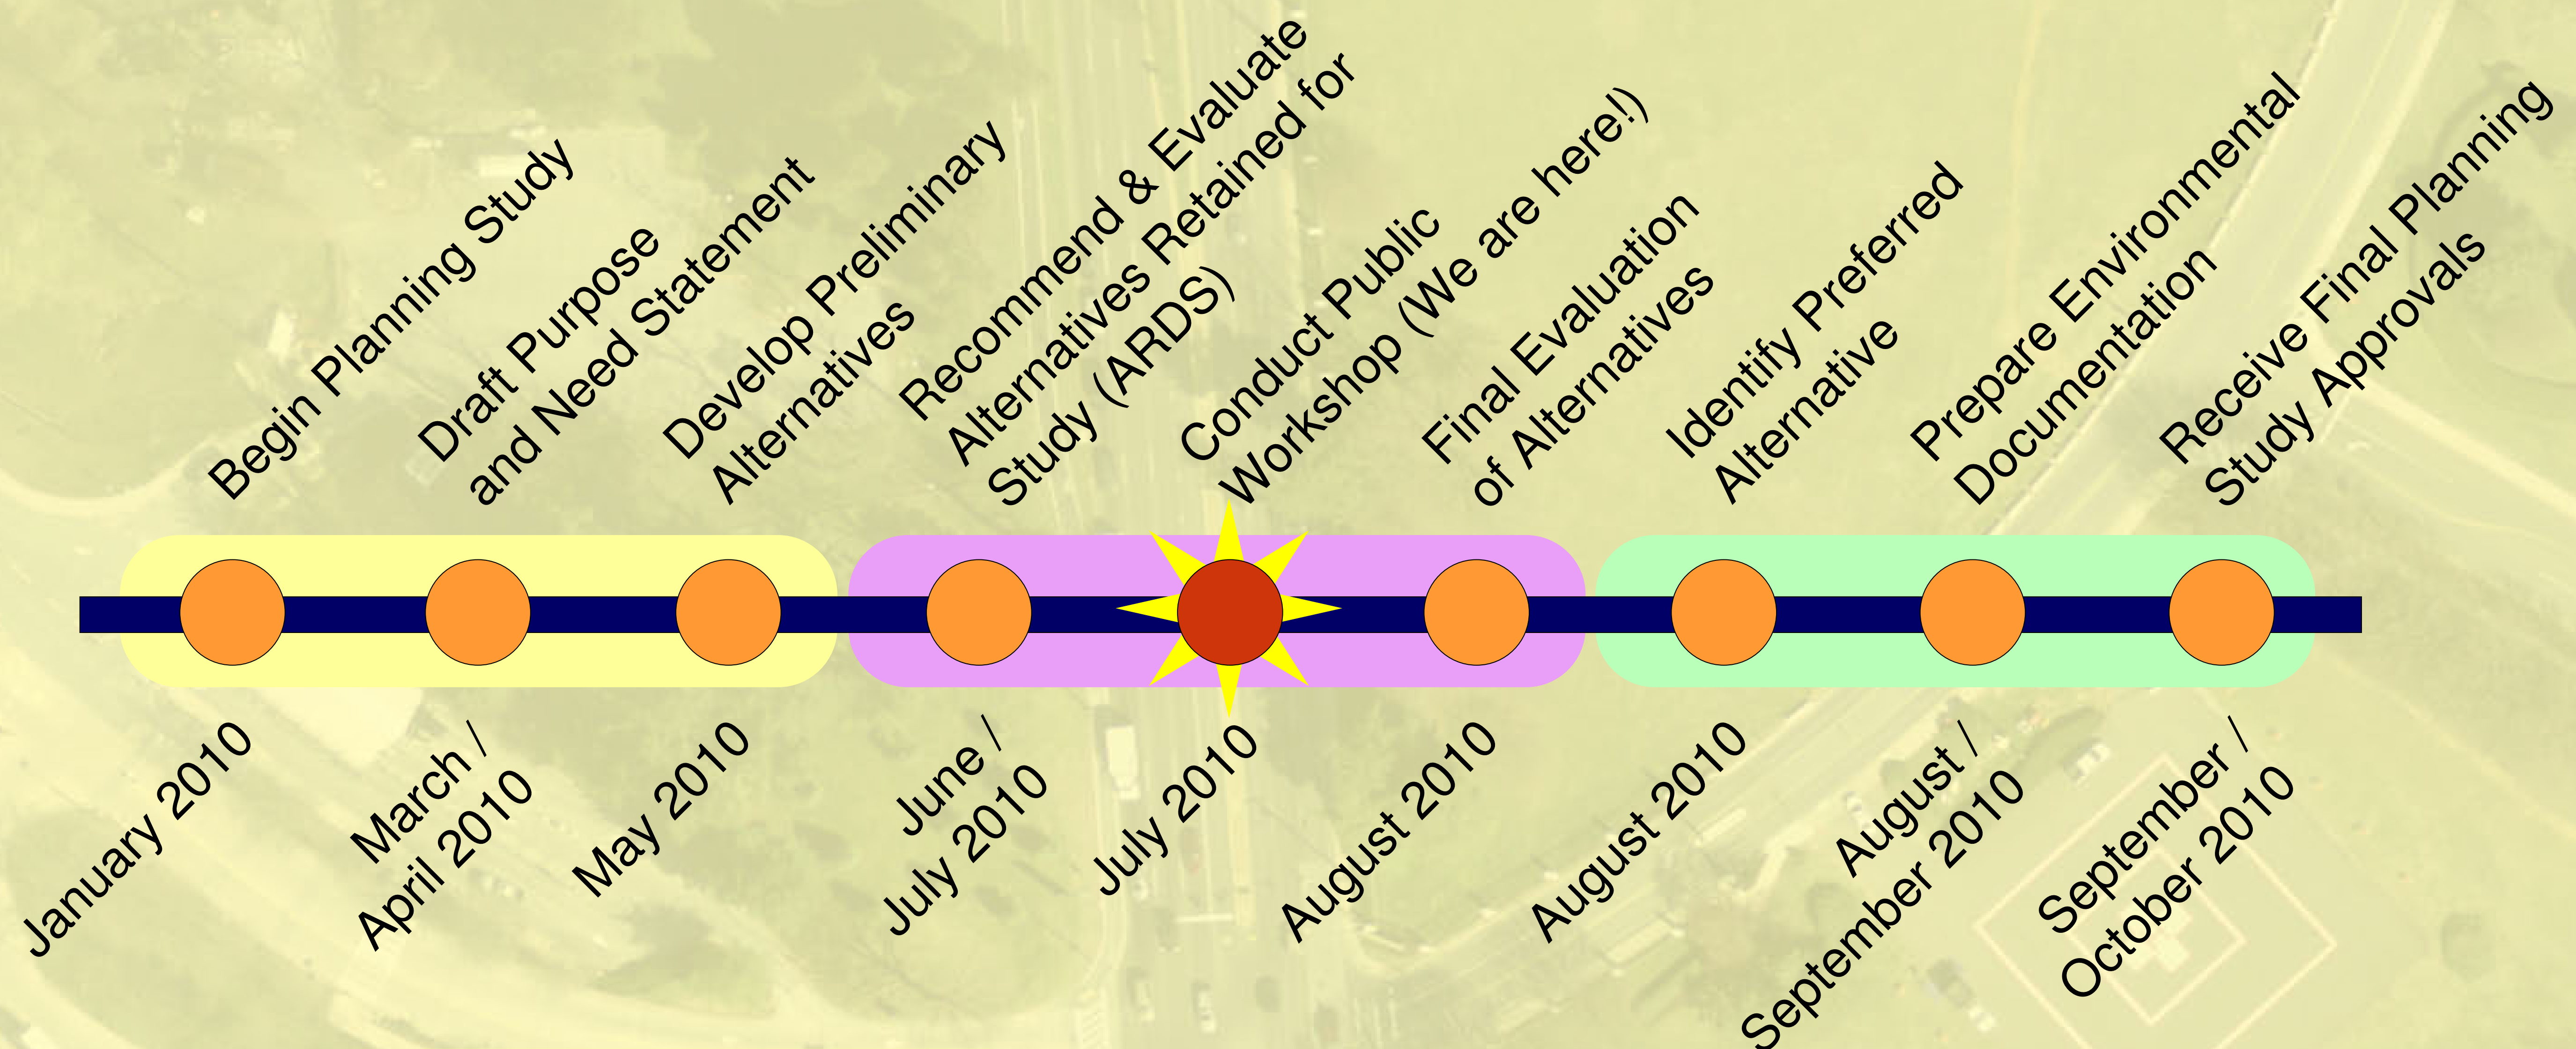 Begin Planning Study
Draft Purpose
and Need Statement
Develop Preliminary
Alternatives
Recommend & Evaluate
Alternatives Retained for
Study (ARDS)
Conduct Public
Workshop (We are here!)
Final Evaluation
of Alternatives
Identify Preferred
Alternative
Prepare Environmental
Documentation
Receive Final Planning
Study Approvals
January 2010
March /
April 2010
May 2010
June /
July 2010
July 2010
August 2010
August 2010
August /
September 2010
September /
October 2010